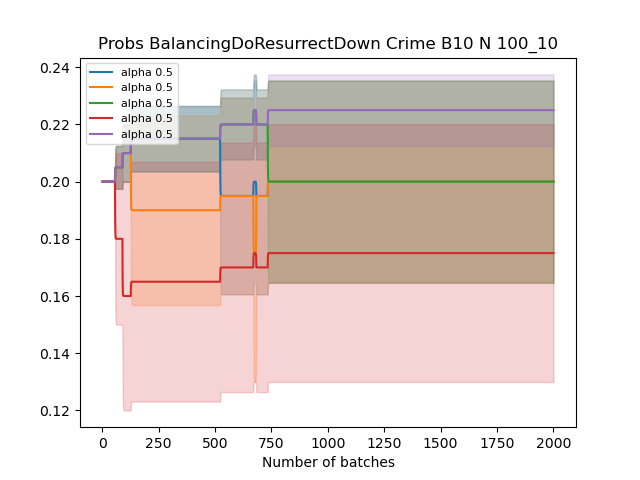 Probs BalancingDoResurrectDown Crime B10 N 100_10
alpha 0.5
alpha 0.5
alpha 0.5
alpha 0.5
alpha 0.5
0.24
0.22
0.20
0.18
0.16
0.14
0.12
0 250 500 750 1000 1250 1500 1750 2000
Number of batches